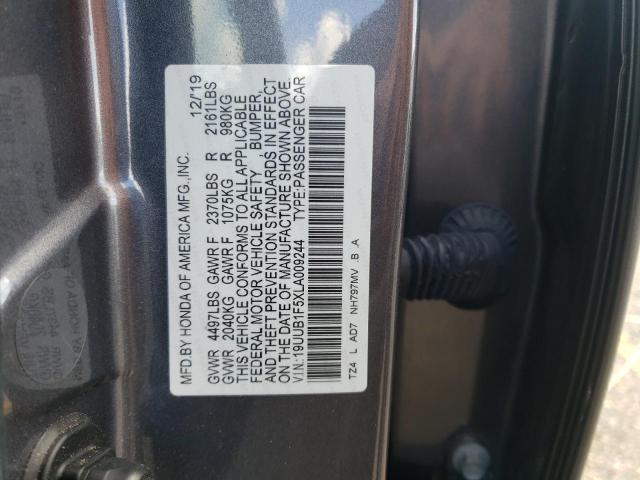 MFD.BY HONDA OF AMERICA MFG.,INC. 12/19
GVWR 4497LBS GAWR F 2370LBS R 2161LBS
GVWR 2040KG GAWR F 1075KG R 980KG
THIS VEHICLE CONFORMS TO ALL APPLICABLE
FEDERAL MOTOR VEHICLE SAFETY BUMPER,
AND THEFT PREVENTION STANDARDS IN EFFECT
ON THE DATE OF MANUFACTURE SHOWN ABOVE.
V.I.N.:19UUB1F5XLA009244 TYPE:PASSENGER CAR
TZ4 L AD7 NH797MV B A